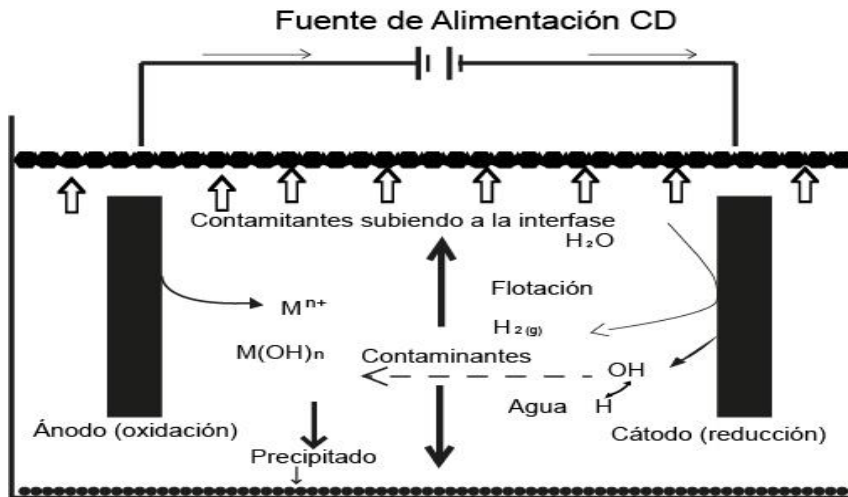 Fuente de Alimentación CD
Contamitantes subiendo a la interfase
H₂O
Flotación
Mⁿ⁺
H₂(g)
M(OH)n
Contaminantes
OH
Agua H
Ánodo (oxidación)
Cátodo (reducción)
Precipitado